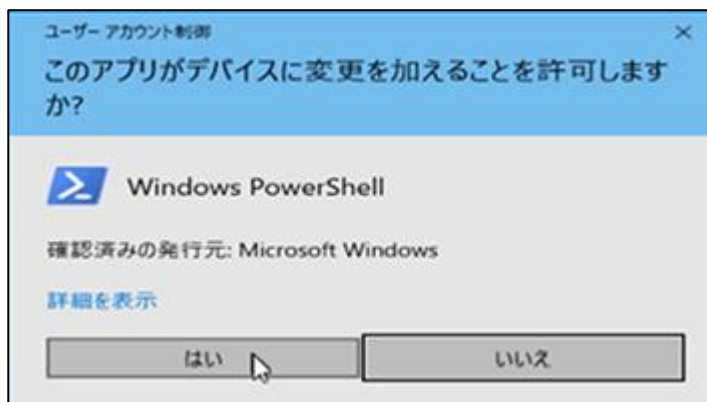 ユーザー アカウント制御
このアプリがデバイスに変更を加えることを許可します
か?
Windows PowerShell
確認済みの発行元: Microsoft Windows
詳細を表示
はい
いいえ